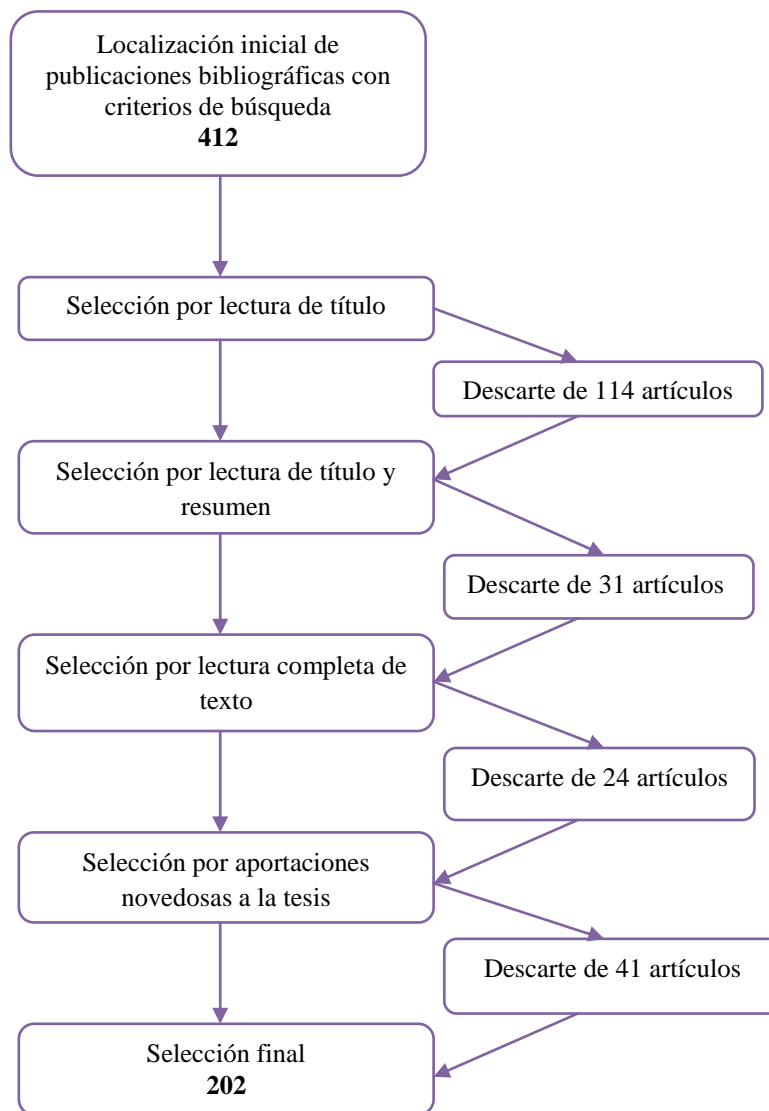 Localización inicial de
publicaciones bibliográficas con
criterios de búsqueda
412
Selección por lectura de título
Descarte de 114 artículos
Selección por lectura de título y
resumen
Descarte de 31 artículos
Selección por lectura completa de
texto
Descarte de 24 artículos
Selección por aportaciones
novedosas a la tesis
Descarte de 41 artículos
Selección final
202